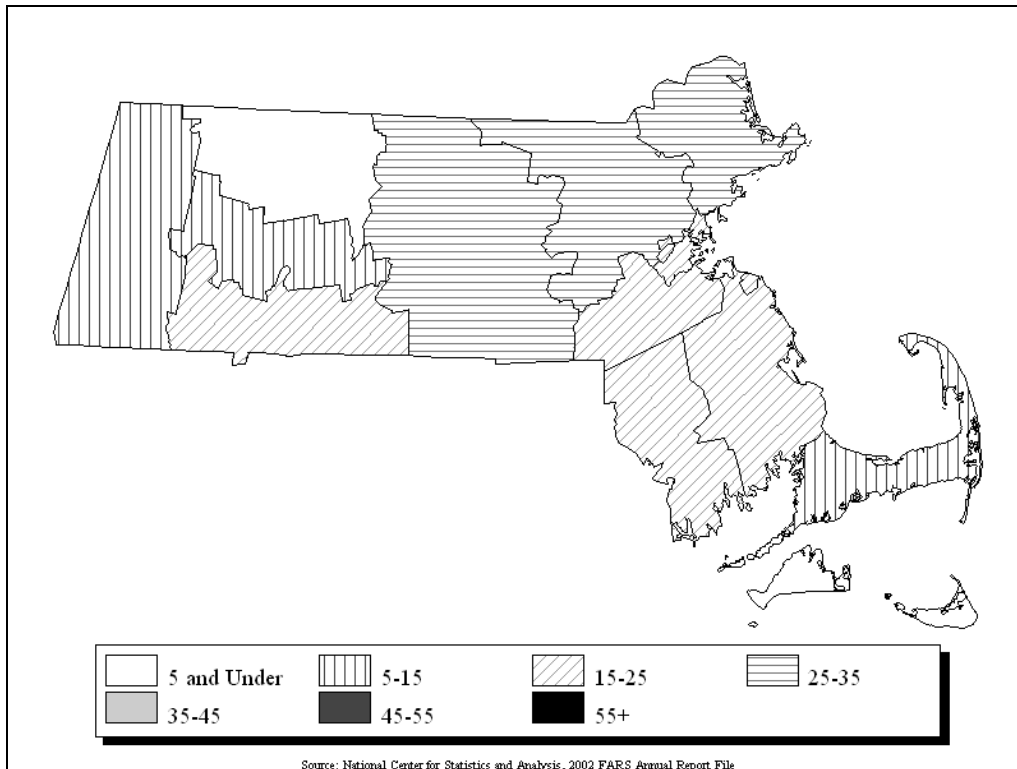 5 and Under 5-15 15-25 25-35
35-45 45-55 55+
Source: National Center for Statistics and Analysis, 2002 FARS Annual Report File